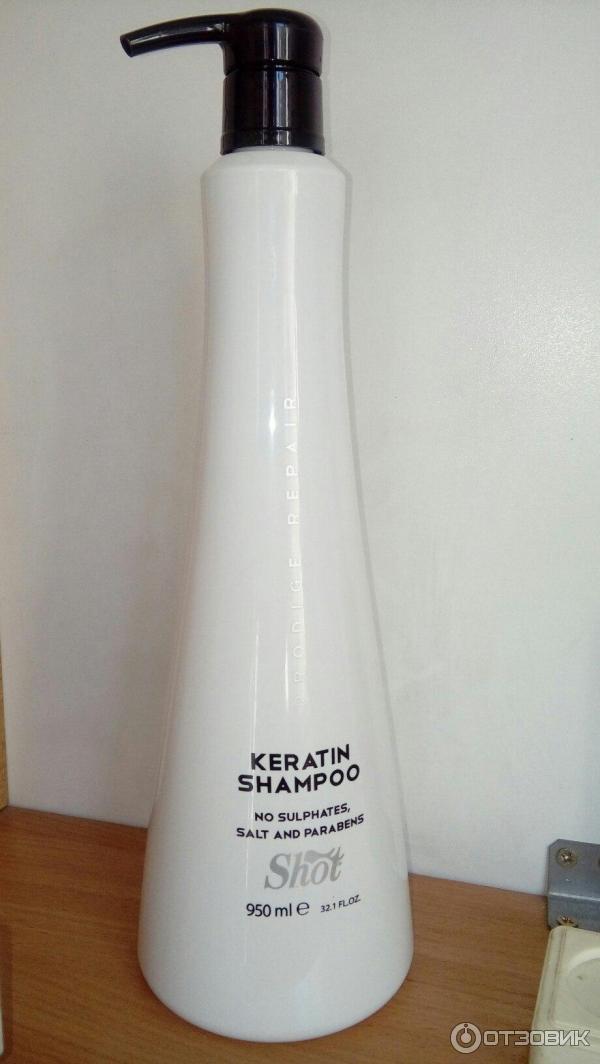 PRODIGE REPAIR
KERATIN
SHAMPOO
NO SULPHATES,
SALT AND PARABENS
Shot
950 ml e 32.1 FL.OZ.
ОТЗОВИК